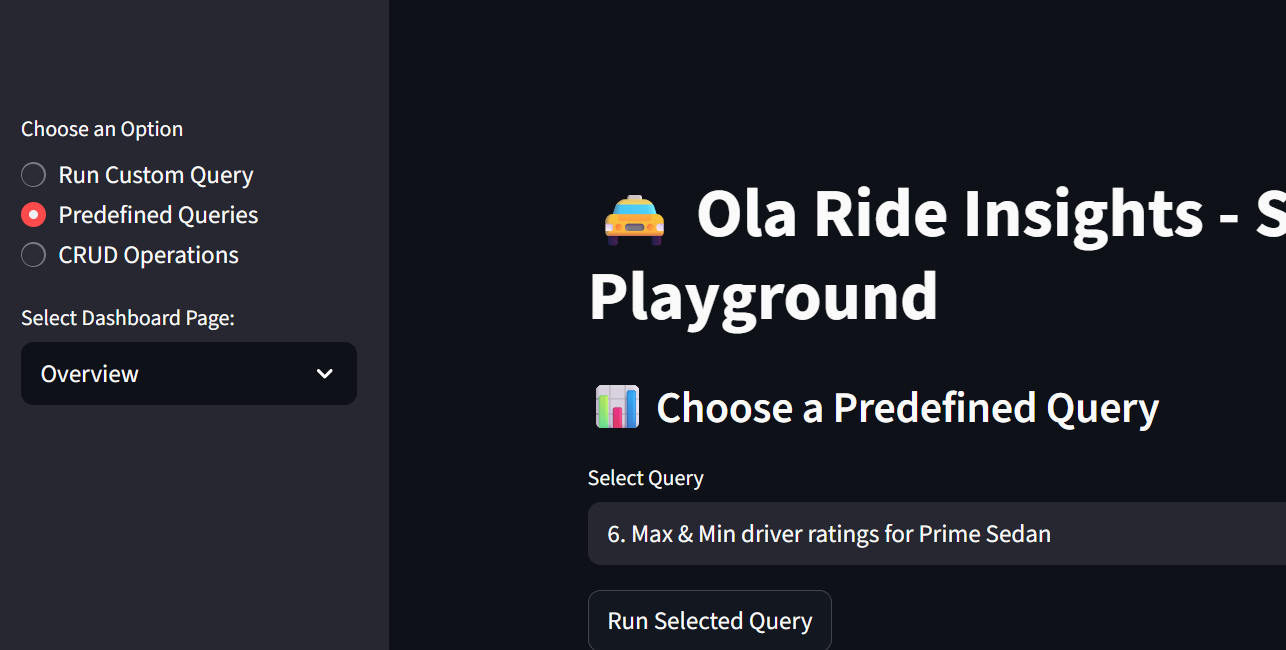 Choose an Option
Run Custom Query
Predefined Queries
CRUD Operations
Select Dashboard Page:
Overview
Ola Ride Insights - S
Playground
Choose a Predefined Query
Select Query
6. Max & Min driver ratings for Prime Sedan
Run Selected Query